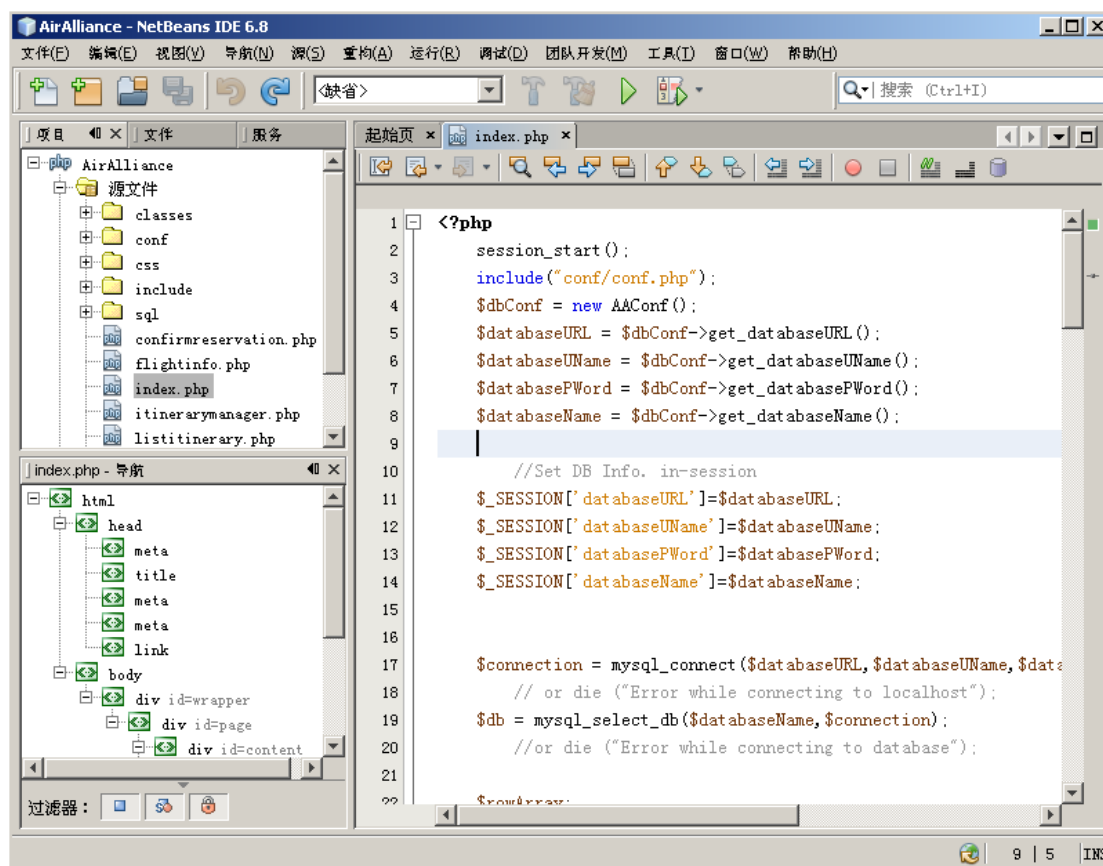 AirAlliance - NetBeans IDE 6.8
文件(F) 编辑(E) 视图(V) 导航(N) 源(S) 重构(A) 运行(R) 调试(D) 团队开发(M) 工具(T) 窗口(W) 帮助(H)
<缺省>
搜索 (Ctrl+I)
项目 文件 服务
AirAlliance
源文件
classes
conf
css
include
sql
confirmreservation.php
flightinfo.php
index.php
itinerarymanager.php
listitinerary.php
index.php - 导航
html
head
meta
title
meta
meta
link
body
div id=wrapper
div id=page
div id=content
过滤器：
起始页 index.php
1 <?php
2 session_start();
3 include("conf/conf.php");
4 $dbConf = new AAConf();
5 $databaseURL = $dbConf->get_databaseURL();
6 $databaseUName = $dbConf->get_databaseUName();
7 $databasePWord = $dbConf->get_databasePWord();
8 $databaseName = $dbConf->get_databaseName();
9
10 //Set DB Info. in-session
11 $_SESSION['databaseURL']=$databaseURL;
12 $_SESSION['databaseUName']=$databaseUName;
13 $_SESSION['databasePWord']=$databasePWord;
14 $_SESSION['databaseName']=$databaseName;
15
16
17 $connection = mysql_connect($databaseURL,$databaseUName,$data
18 // or die ("Error while connecting to localhost");
19 $db = mysql_select_db($databaseName,$connection);
20 //or die ("Error while connecting to database");
21
22 $rowArray;
9 | 5 INS